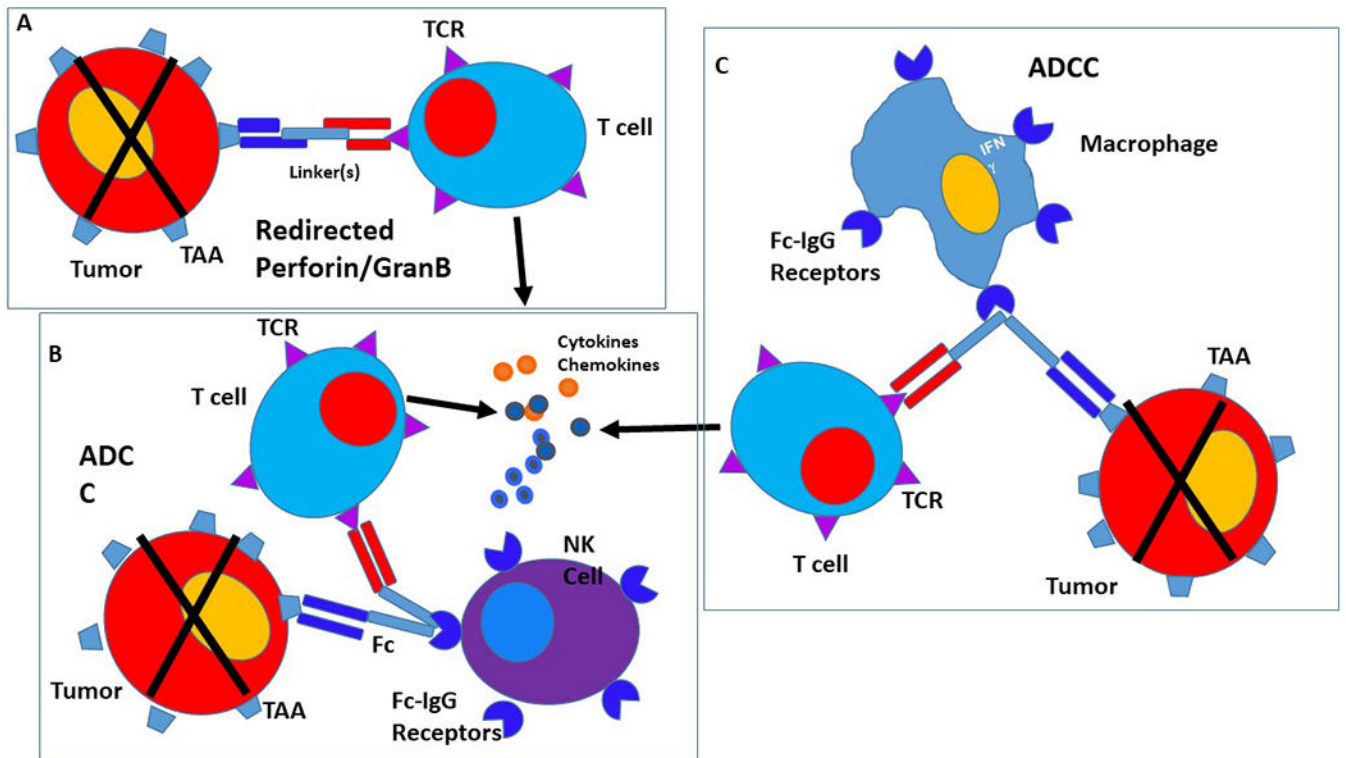 A
TCR
T cell
Linker(s)
Redirected
Perforin/GranB
TAA
Tumor
B
TCR
T cell
Cytokines
Chemokines
ADC
C
NK
Cell
Fc
Tumor
TAA
Fc-IgG
Receptors
C
ADCC
IFN
γ
Macrophage
Fc-IgG
Receptors
TAA
TCR
T cell
Tumor